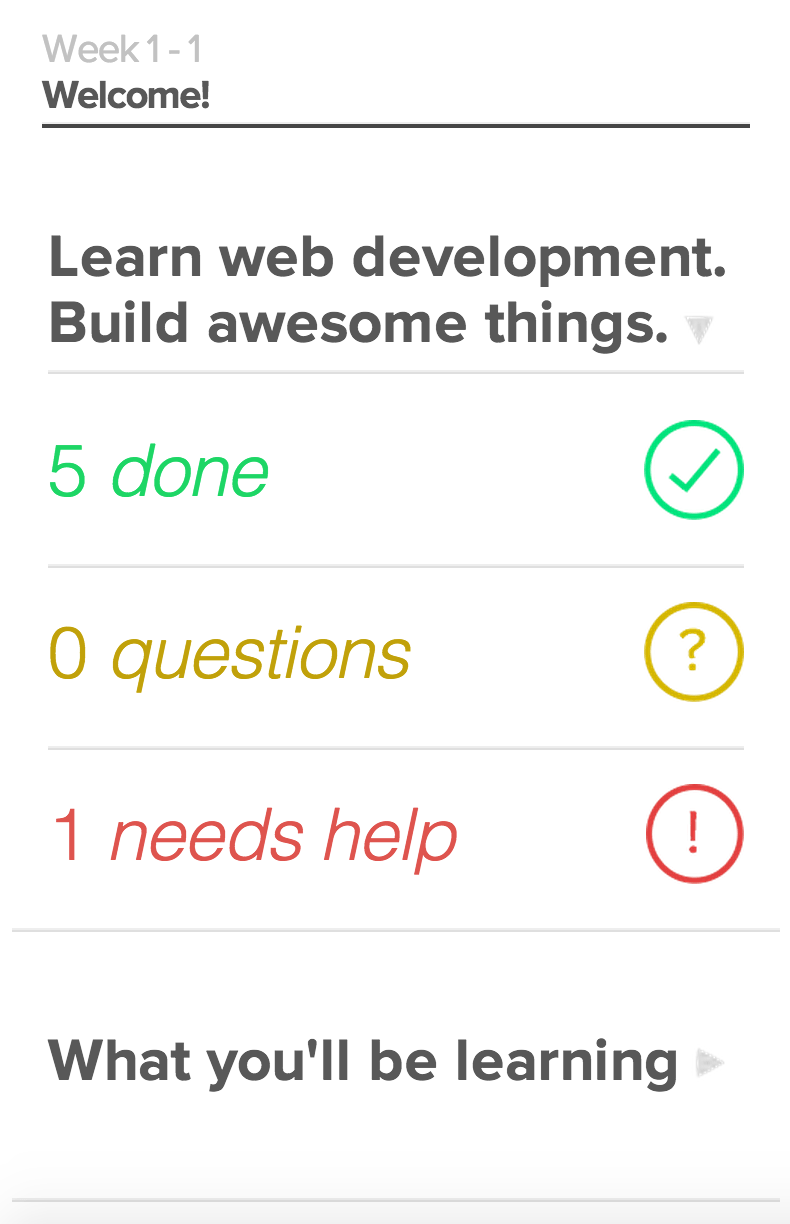 Week 1 - 1
Welcome!
Learn web development.
Build awesome things.
5 done
0 questions
?
1 needs help
!
What you'll be learning